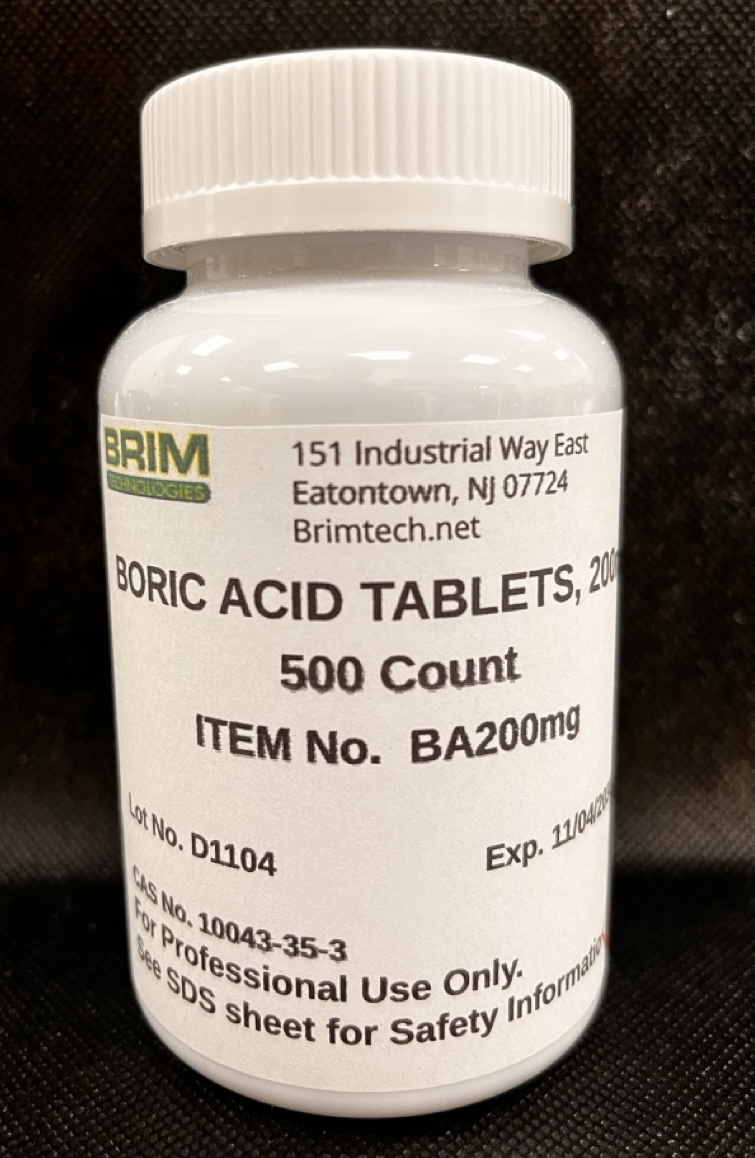 BRIM
TECHNOLOGIES
151 Industrial Way East
Eatontown, NJ 07724
Brimtech.net
BORIC ACID TABLETS,
500 Count
ITEM No. BA200mg
Lot No. D1104
Exp.
CAS No. 10043-35-3
For Professional Use Only.
See SDS sheet for Safety